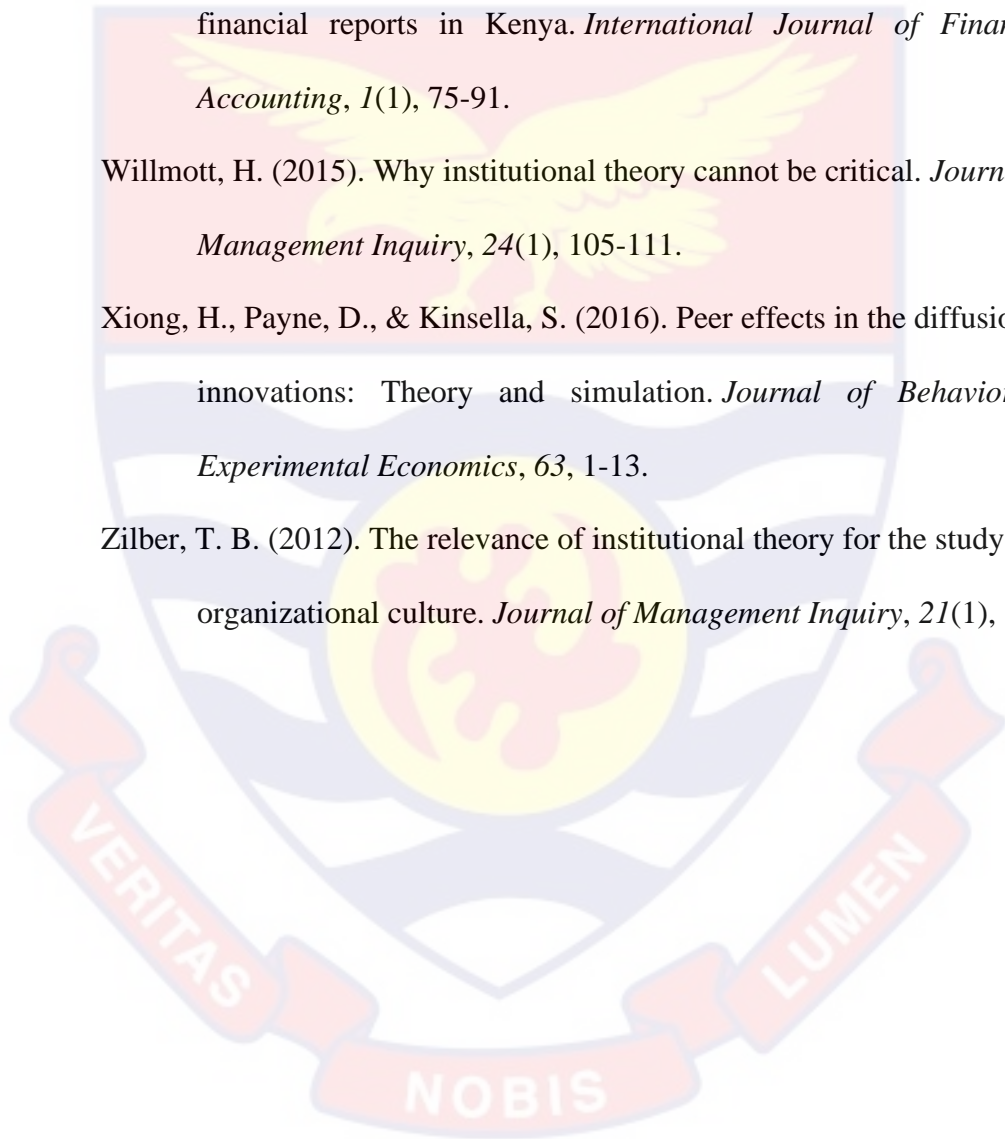 financial reports in Kenya. International Journal of Finan
Accounting, 1(1), 75-91.
Willmott, H. (2015). Why institutional theory cannot be critical. Journ
Management Inquiry, 24(1), 105-111.
Xiong, H., Payne, D., & Kinsella, S. (2016). Peer effects in the diffusio
innovations: Theory and simulation. Journal of Behavior
Experimental Economics, 63, 1-13.
Zilber, T. B. (2012). The relevance of institutional theory for the study
organizational culture. Journal of Management Inquiry, 21(1),
VERITAS
NOBIS
LUMEN